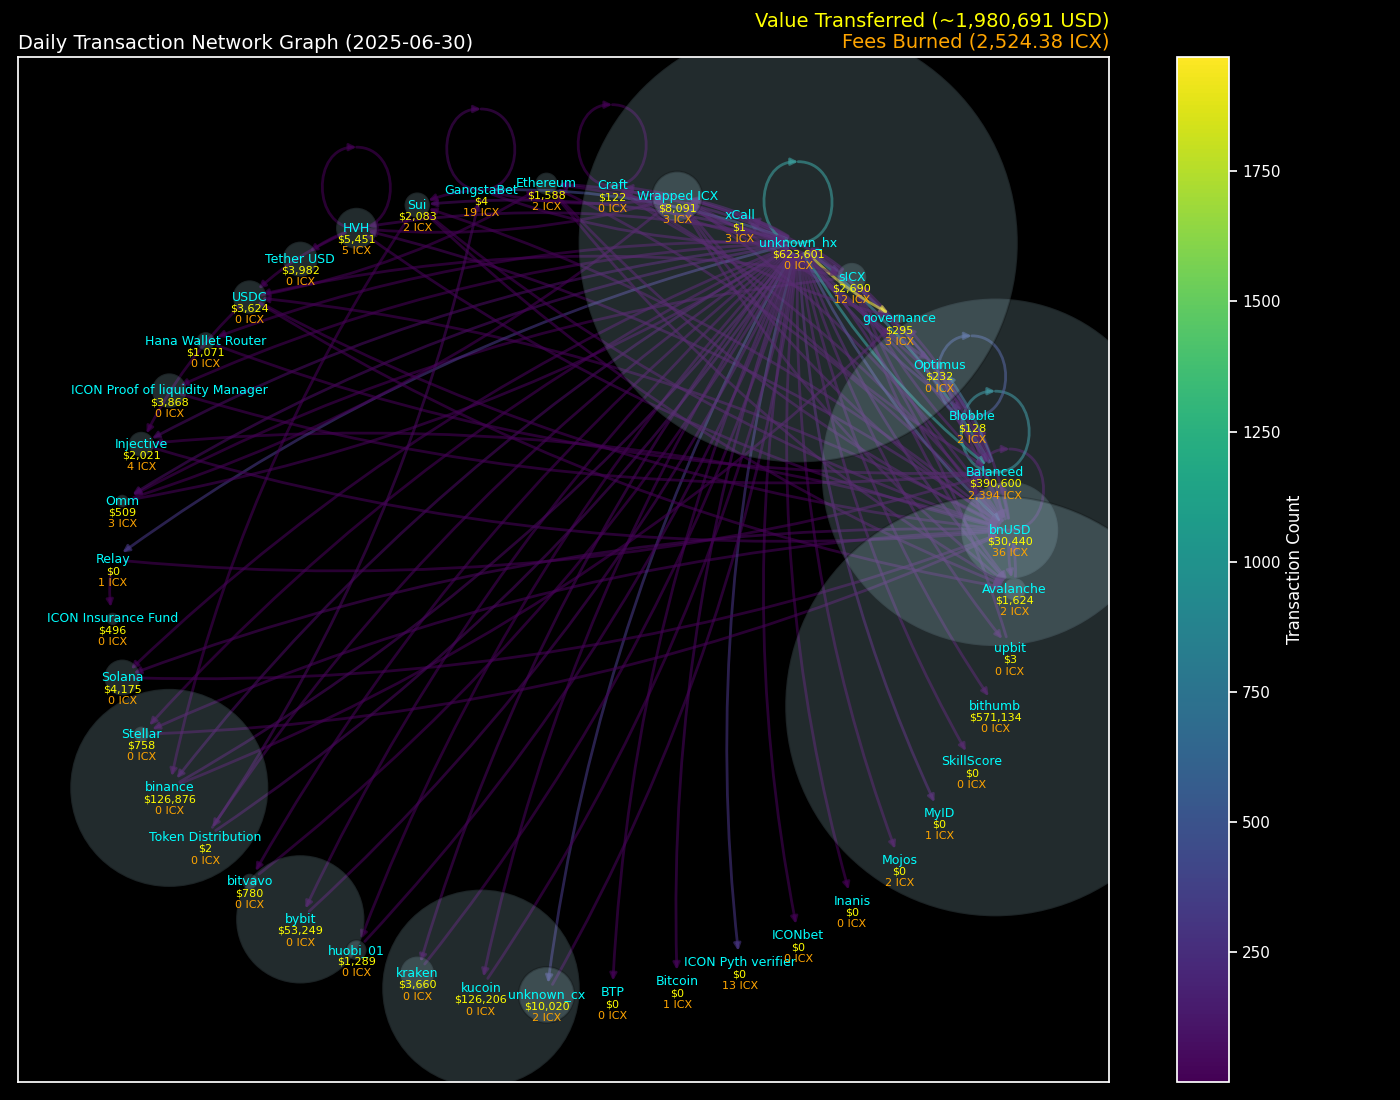 Value Transferred (~1,980,691 USD)
Daily Transaction Network Graph (2025-06-30)
Fees Burned (2,524.38 ICX)
Ethereum
$1,588
2 ICX
Craft
$122
0 ICX
GangstaBet
$4
19 ICX
Wrapped ICX
$8,091
3 ICX
Sui
$2,083
2 ICX
xCall
$1
3 ICX
HVH
$5,451
5 ICX
unknown_hx
$623,601
0 ICX
Tether USD
$3,982
0 ICX
sICX
$2,690
12 ICX
USDC
$3,624
0 ICX
governance
$295
3 ICX
Hana Wallet Router
$1,071
0 ICX
Optimus
$232
0 ICX
ICON Proof of liquidity Manager
$3,868
0 ICX
Blobble
$128
2 ICX
Injective
$2,021
4 ICX
Balanced
$390,600
2,394 ICX
Omm
$509
3 ICX
bnUSD
$30,440
36 ICX
Relay
$0
1 ICX
Avalanche
$1,624
2 ICX
ICON Insurance Fund
$496
0 ICX
upbit
$3
0 ICX
Solana
$4,175
0 ICX
bithumb
$571,134
0 ICX
Stellar
$758
0 ICX
SkillScore
$0
0 ICX
binance
$126,876
0 ICX
MyID
$0
1 ICX
Token Distribution
$2
0 ICX
Mojos
$0
2 ICX
bitvavo
$780
0 ICX
Inanis
$0
0 ICX
bybit
$53,249
0 ICX
ICONbet
$0
0 ICX
huobi_01
$1,289
0 ICX
ICON Pyth verifier
$0
13 ICX
kraken
$3,660
0 ICX
Bitcoin
$0
1 ICX
kucoin
$126,206
0 ICX
unknown_cx
$10,020
2 ICX
BTP
$0
0 ICX
1750
1500
1250
1000
750
500
250
Transaction Count